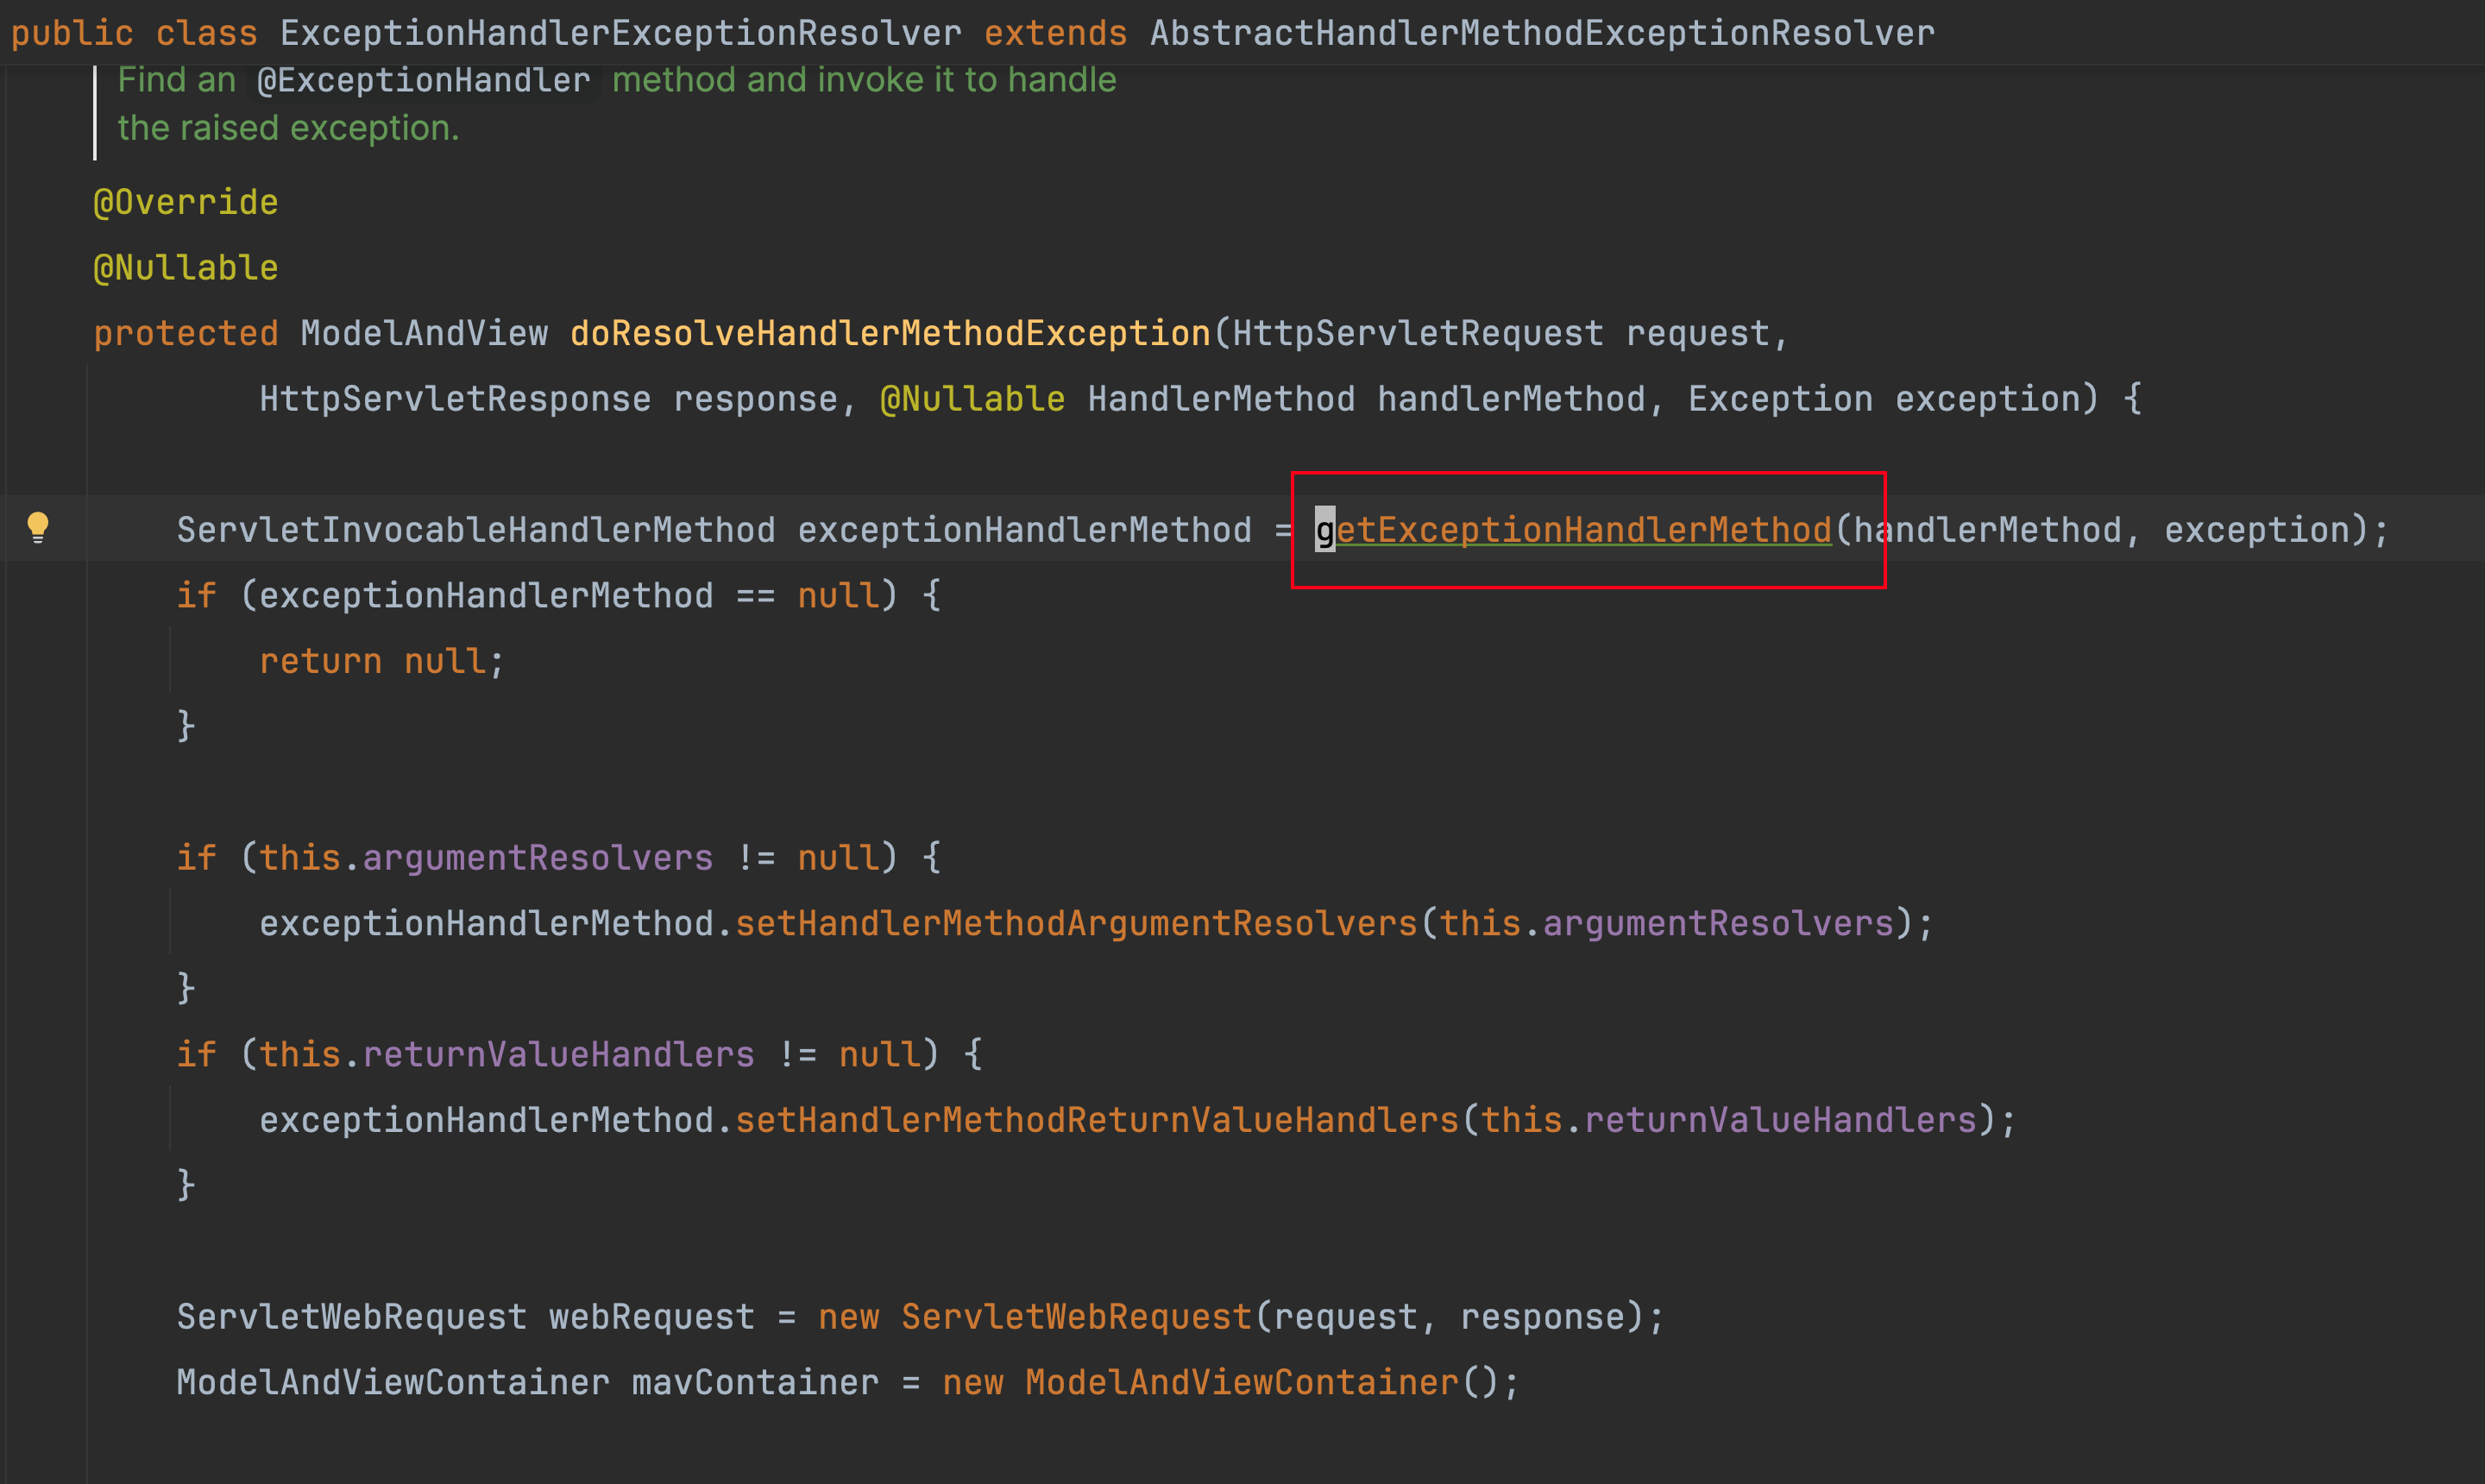 public class ExceptionHandlerExceptionResolver extends AbstractHandlerMethodExceptionResolver
Find an @ExceptionHandler method and invoke it to handle
the raised exception.
@Override
@Nullable
protected ModelAndView doResolveHandlerMethodException(HttpServletRequest request,
HttpServletResponse response, @Nullable HandlerMethod handlerMethod, Exception exception) {
ServletInvocableHandlerMethod exceptionHandlerMethod = getExceptionHandlerMethod(handlerMethod, exception);
if (exceptionHandlerMethod == null) {
return null;
}
if (this.argumentResolvers != null) {
exceptionHandlerMethod.setHandlerMethodArgumentResolvers(this.argumentResolvers);
}
if (this.returnValueHandlers != null) {
exceptionHandlerMethod.setHandlerMethodReturnValueHandlers(this.returnValueHandlers);
}
ServletWebRequest webRequest = new ServletWebRequest(request, response);
ModelAndViewContainer mavContainer = new ModelAndViewContainer();